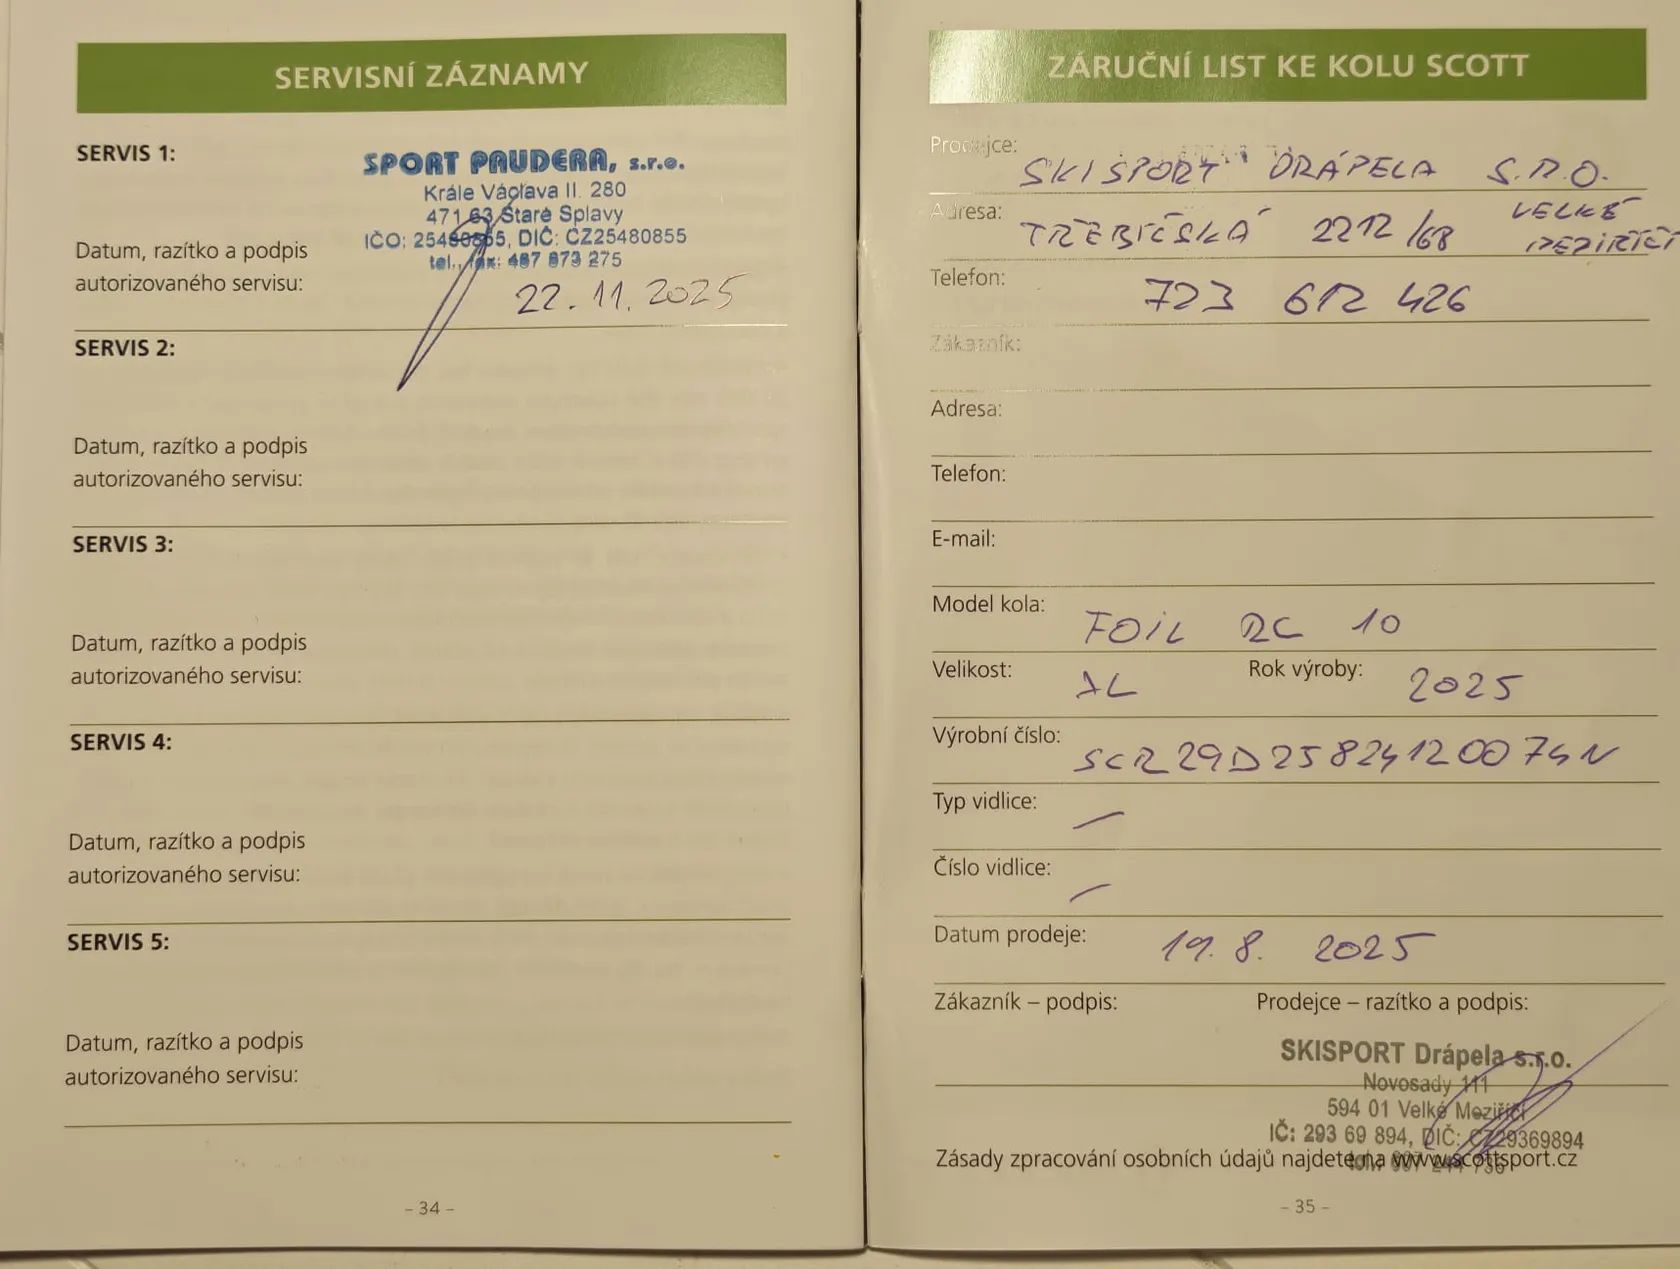 SERVISNÍ ZÁZNAMY
SERVIS 1:
SPORT PAUDERA, s.r.o.
Krále Václava II. 280
471 63 Staré Splavy
IČO: 25480855, DIČ: CZ25480855
tel., fax: 487 873 275
Datum, razítko a podpis
autorizovaného servisu:
22.11.2025
SERVIS 2:
Datum, razítko a podpis
autorizovaného servisu:
SERVIS 3:
Datum, razítko a podpis
autorizovaného servisu:
SERVIS 4:
Datum, razítko a podpis
autorizovaného servisu:
SERVIS 5:
Datum, razítko a podpis
autorizovaného servisu:
- 34 -
ZÁRUČNÍ LIST KE KOLU SCOTT
Prodejce: SKISPORT DRÁPELA S.R.O.
Adresa: TŘEBÍČSKÁ 2212/68 VELKÉ
MEZIŘÍČÍ
Telefon: 723 612 426
Zákazník:
Adresa:
Telefon:
E-mail:
Model kola: FOIL RC 10
Velikost: XL Rok výroby: 2025
Výrobní číslo: SCR29D25824120074N
Typ vidlice: —
Číslo vidlice: —
Datum prodeje: 19. 8. 2025
Zákazník – podpis: Prodejce – razítko a podpis:
SKISPORT Drápela s.r.o.
Novosady 111
594 01 Velké Meziříčí
IČ: 293 69 894, DIČ: CZ29369894
Zásady zpracování osobních údajů najdete na www.scottsport.cz
- 35 -